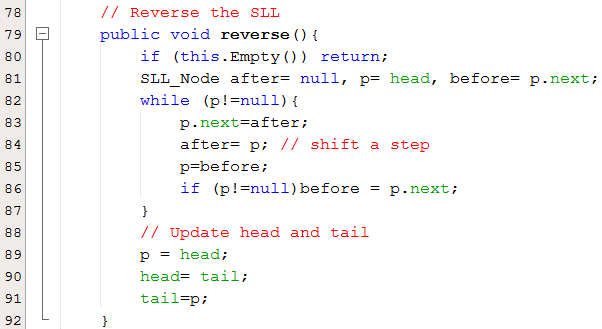 78 // Reverse the SLL
79 public void reverse(){
80 if (this.Empty()) return;
81 SLL_Node after= null, p= head, before= p.next;
82 while (p!=null){
83 p.next=after;
84 after= p; // shift a step
85 p=before;
86 if (p!=null)before = p.next;
87 }
88 // Update head and tail
89 p = head;
90 head= tail;
91 tail=p;
92 }